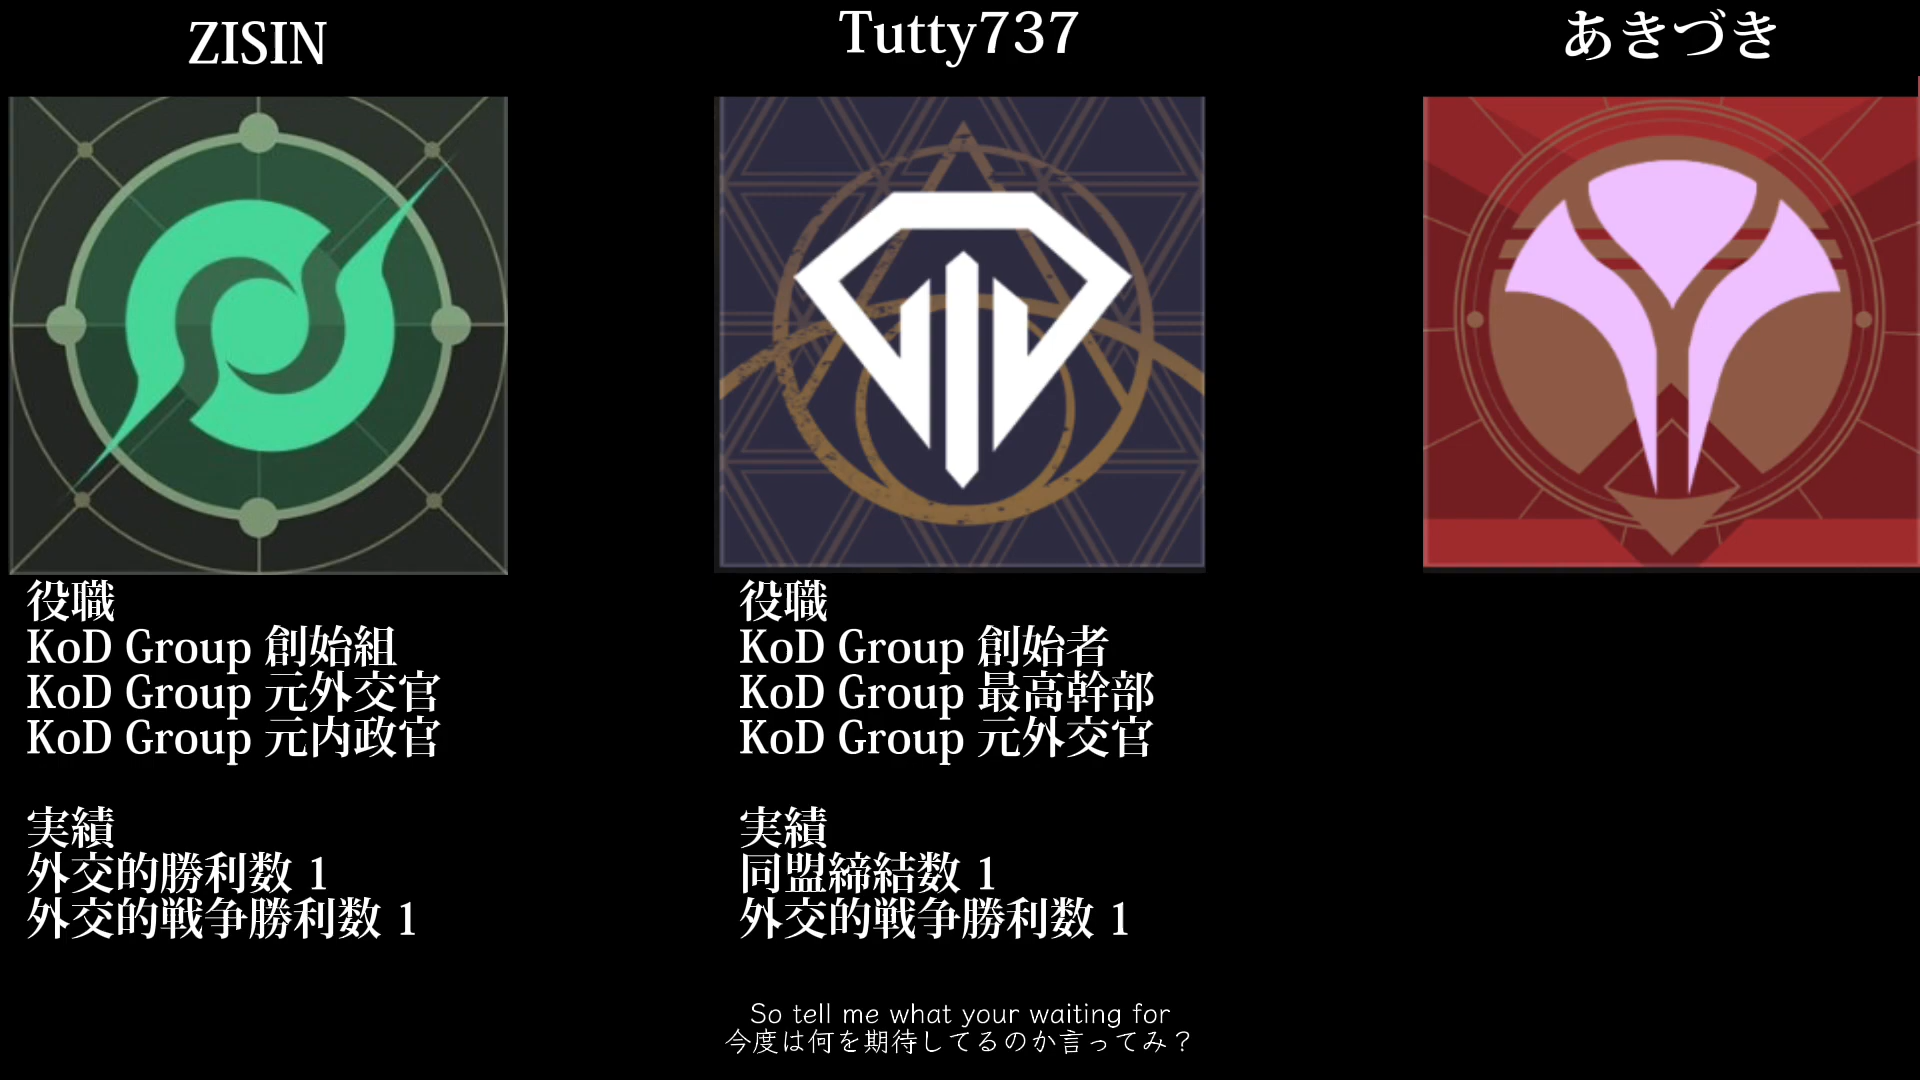 ZISIN
Tutty737
あきづき
役職
KoD Group 創始組
KoD Group 元外交官
KoD Group 元内政官
実績
外交的勝利数 1
外交的戦争勝利数 1
役職
KoD Group 創始者
KoD Group 最高幹部
KoD Group 元外交官
実績
同盟締結数 1
外交的戦争勝利数 1
So tell me what your waiting for
今度は何を期待してるのか言ってみ？